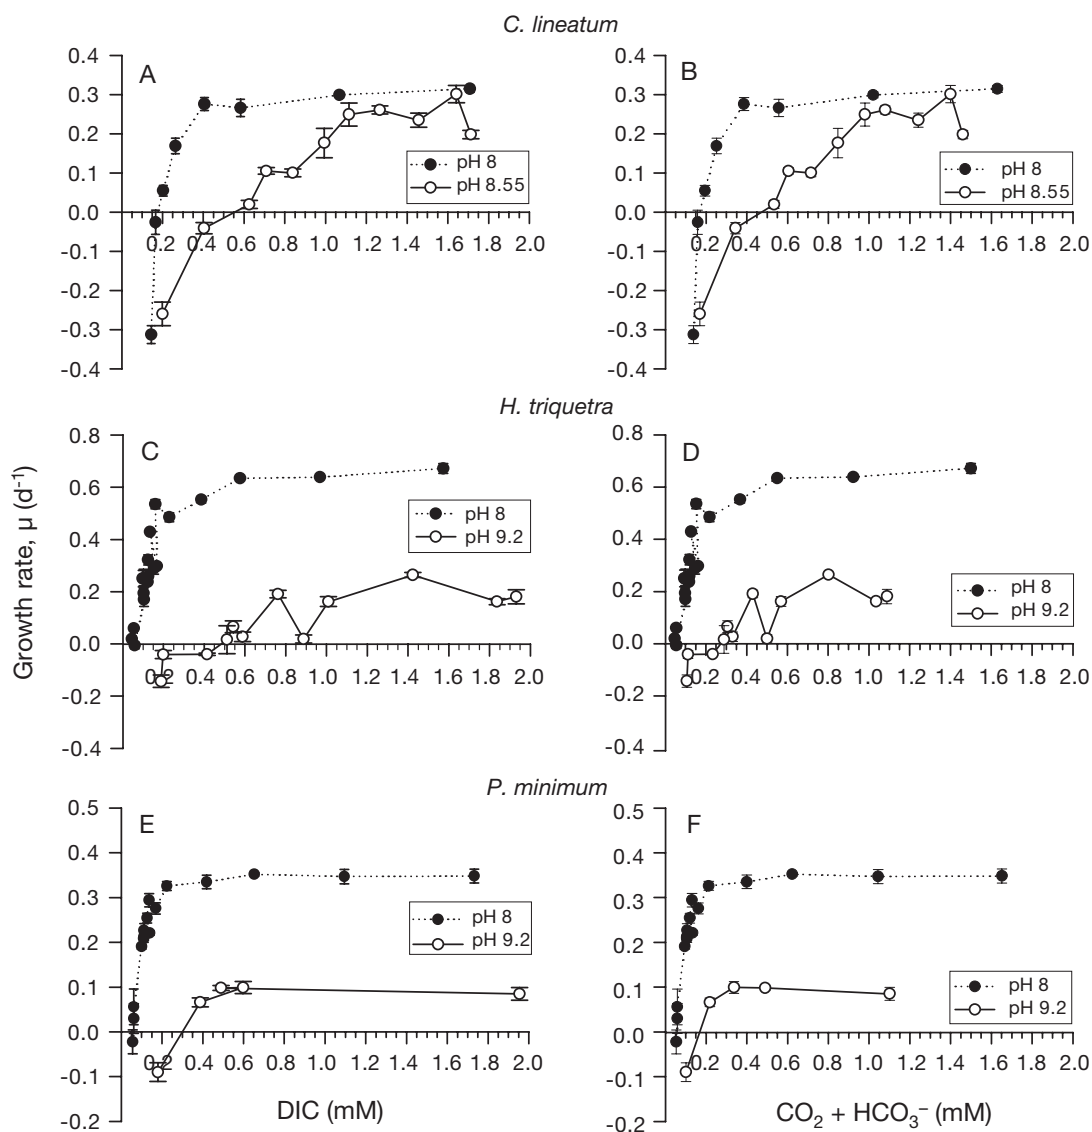 C. lineatum
A
0.4
0.3
0.2
0.1
0.0
-0.1
-0.2
-0.3
-0.4
0.2 0.4 0.6 0.8 1.0 1.2 1.4 1.6 1.8 2.0
pH 8
pH 8.55
B
0.4
0.3
0.2
0.1
0.0
-0.1
-0.2
-0.3
-0.4
0.2 0.4 0.6 0.8 1.0 1.2 1.4 1.6 1.8 2.0
pH 8
pH 8.55
H. triquetra
Growth rate, µ (d⁻¹)
C
0.8
0.6
0.4
0.2
0.0
-0.2
-0.4
0.2 0.4 0.6 0.8 1.0 1.2 1.4 1.6 1.8 2.0
pH 8
pH 9.2
D
0.8
0.6
0.4
0.2
0.0
-0.2
-0.4
0.2 0.4 0.6 0.8 1.0 1.2 1.4 1.6 1.8 2.0
pH 8
pH 9.2
P. minimum
E
0.5
0.4
0.3
0.2
0.1
0.0
-0.1
-0.2
0.2 0.4 0.6 0.8 1.0 1.2 1.4 1.6 1.8 2.0
pH 8
pH 9.2
DIC (mM)
F
0.5
0.4
0.3
0.2
0.1
0.0
-0.1
-0.2
0.2 0.4 0.6 0.8 1.0 1.2 1.4 1.6 1.8 2.0
pH 8
pH 9.2
CO₂ + HCO₃⁻ (mM)